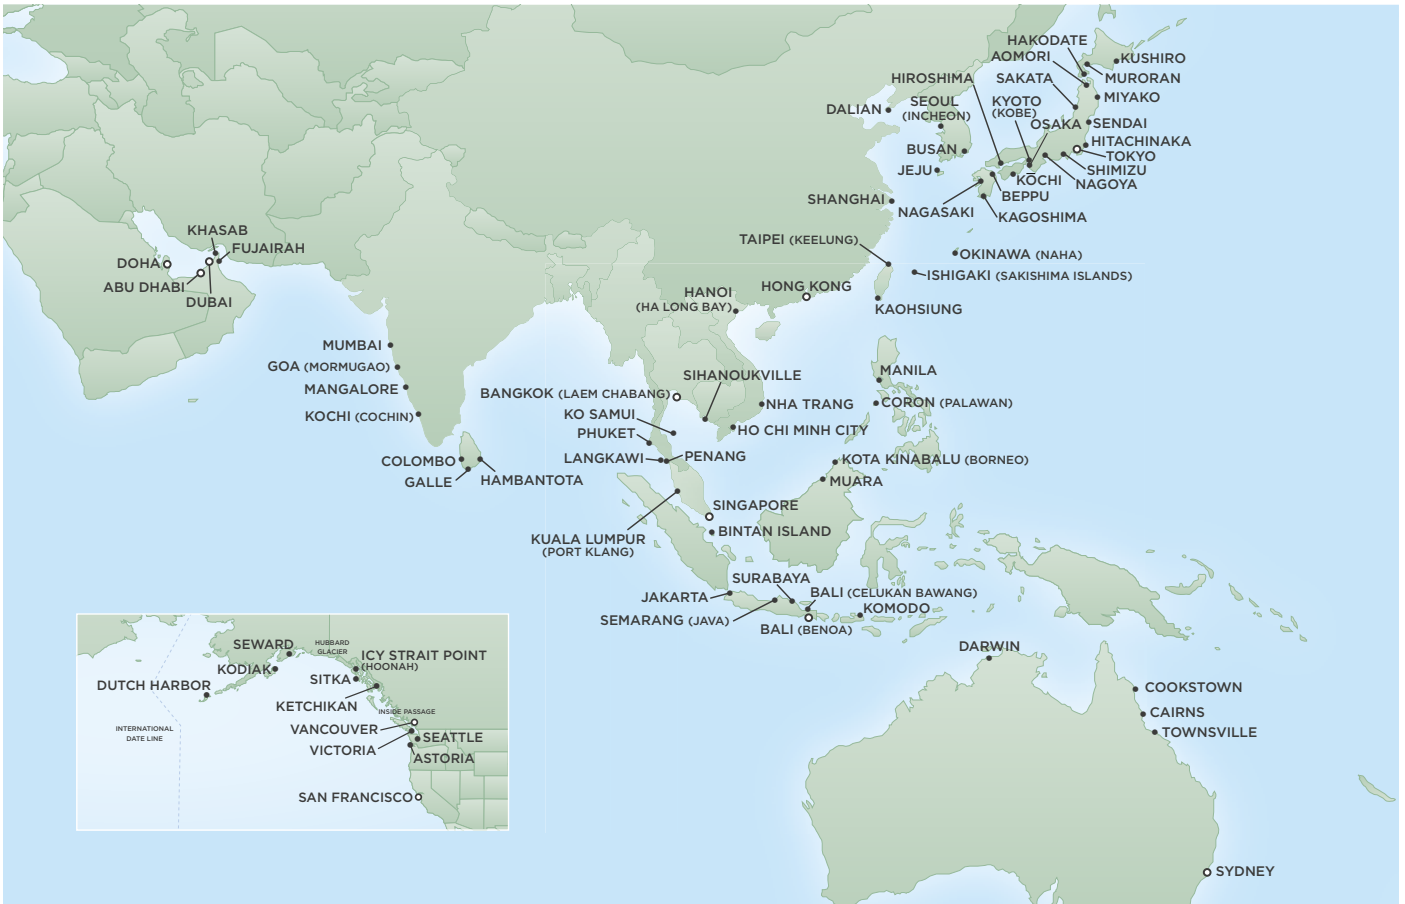 HAKODATE
AOMORI
KUSHIRO
HIROSHIMA
SAKATA
MURORAN
DALIAN
SEOUL
(INCHEON)
KYOTO
(KOBE)
MIYAKO
OSAKA
SENDAI
BUSAN
HITACHINAKA
TOKYO
JEJU
SHIMIZU
KŌCHI
NAGOYA
SHANGHAI
NAGASAKI
BEPPU
KAGOSHIMA
KHASAB
FUJAIRAH
TAIPEI (KEELUNG)
DOHA
OKINAWA (NAHA)
ABU DHABI
ISHIGAKI (SAKISHIMA ISLANDS)
DUBAI
HANOI
(HA LONG BAY)
HONG KONG
KAOHSIUNG
MUMBAI
GOA (MORMUGAO)
SIHANOUKVILLE
MANILA
MANGALORE
BANGKOK (LAEM CHABANG)
NHA TRANG
CORON (PALAWAN)
KOCHI (COCHIN)
KO SAMUI
PHUKET
HO CHI MINH CITY
COLOMBO
LANGKAWI
PENANG
KOTA KINABALU (BORNEO)
GALLE
HAMBANTOTA
MUARA
SINGAPORE
KUALA LUMPUR
(PORT KLANG)
BINTAN ISLAND
SURABAYA
JAKARTA
BALI (CELUKAN BAWANG)
SEMARANG (JAVA)
KOMODO
BALI (BENOA)
DARWIN
COOKSTOWN
CAIRNS
TOWNSVILLE
SYDNEY
SEWARD
HUBBARD
GLACIER
ICY STRAIT POINT
(HOONAH)
KODIAK
SITKA
DUTCH HARBOR
KETCHIKAN
INSIDE PASSAGE
INTERNATIONAL
DATE LINE
VANCOUVER
SEATTLE
VICTORIA
ASTORIA
SAN FRANCISCO